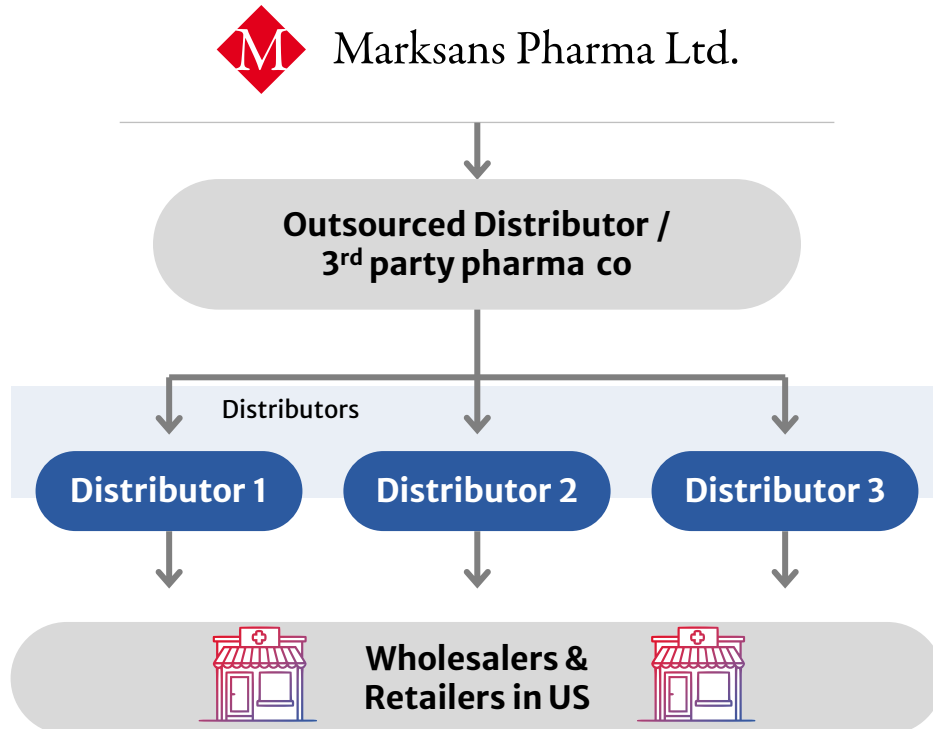 M Marksans Pharma Ltd.
Outsourced Distributor /
3rd party pharma co
Distributors
Distributor 1 Distributor 2 Distributor 3
Wholesalers &
Retailers in US